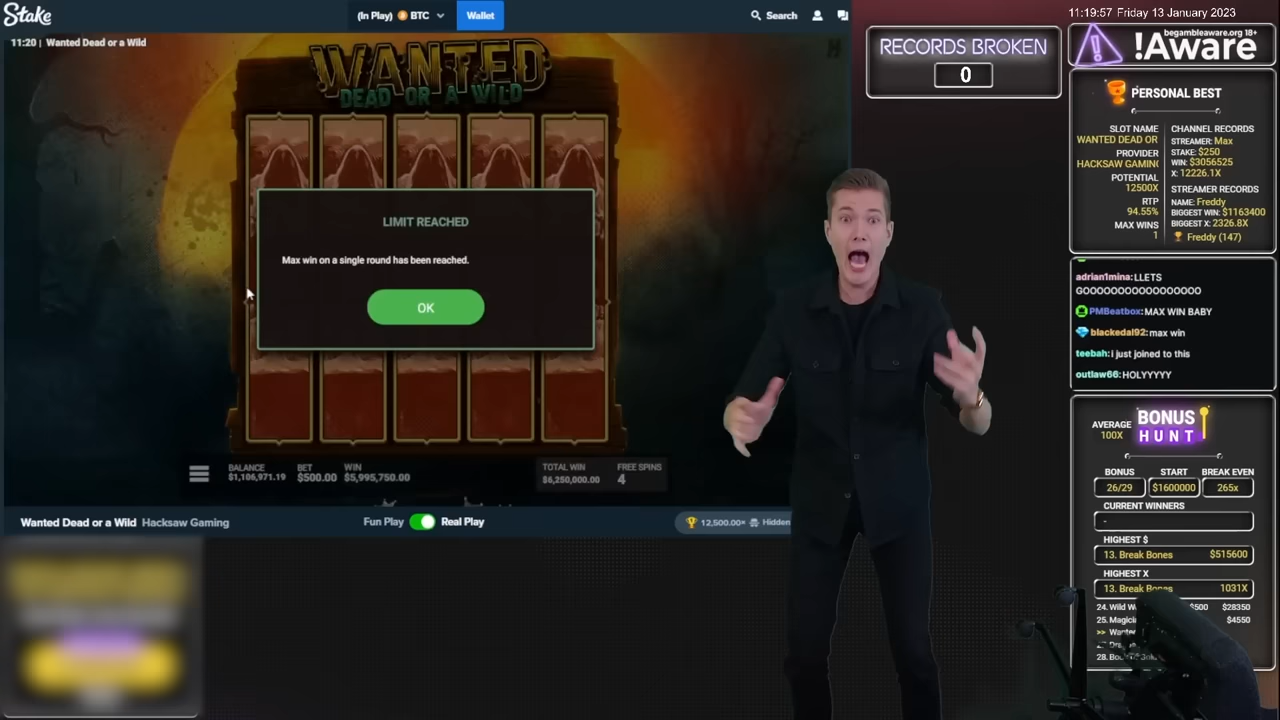 Stake
(In Play) BTC
Wallet
Search
11:20 | Wanted Dead or a Wild
WANTED
DEAD OR A WILD
LIMIT REACHED
Max win on a single round has been reached.
OK
BALANCE
$1,106,971.19
BET
$500.00
WIN
$5,995,750.00
TOTAL WIN
$6,250,000.00
FREE SPINS
4
Wanted Dead or a Wild Hacksaw Gaming
Fun Play
Real Play
12,500.00×
Hidden
RECORDS BROKEN
0
11:19:57 Friday 13 January 2023
begambleaware.org 18+
!Aware
PERSONAL BEST
SLOT NAME
WANTED DEAD OR
PROVIDER
HACKSAW GAMING
POTENTIAL
12500X
RTP
94.55%
MAX WINS
1
CHANNEL RECORDS
STREAMER: Max
STAKE: $250
WIN: $3056525
X: 12226.1X
STREAMER RECORDS
NAME: Freddy
BIGGEST WIN: $1163400
BIGGEST X: 2326.8X
Freddy (147)
adrian1mina: LLETS
GOOOOOOOOOOOOOOOOO
PMBeatbox: MAX WIN BABY
blackedal92: max win
teebah: i just joined to this
outlaw66: HOLYYYY
AVERAGE
100X
BONUS
HUNT
BONUS
26/29
START
$1600000
BREAK EVEN
265x
CURRENT WINNERS
-
HIGHEST $
13. Break Bones $515600
HIGHEST X
13. Break Bones 1031X
24. Wild $28350
25. $4550
>>
28.